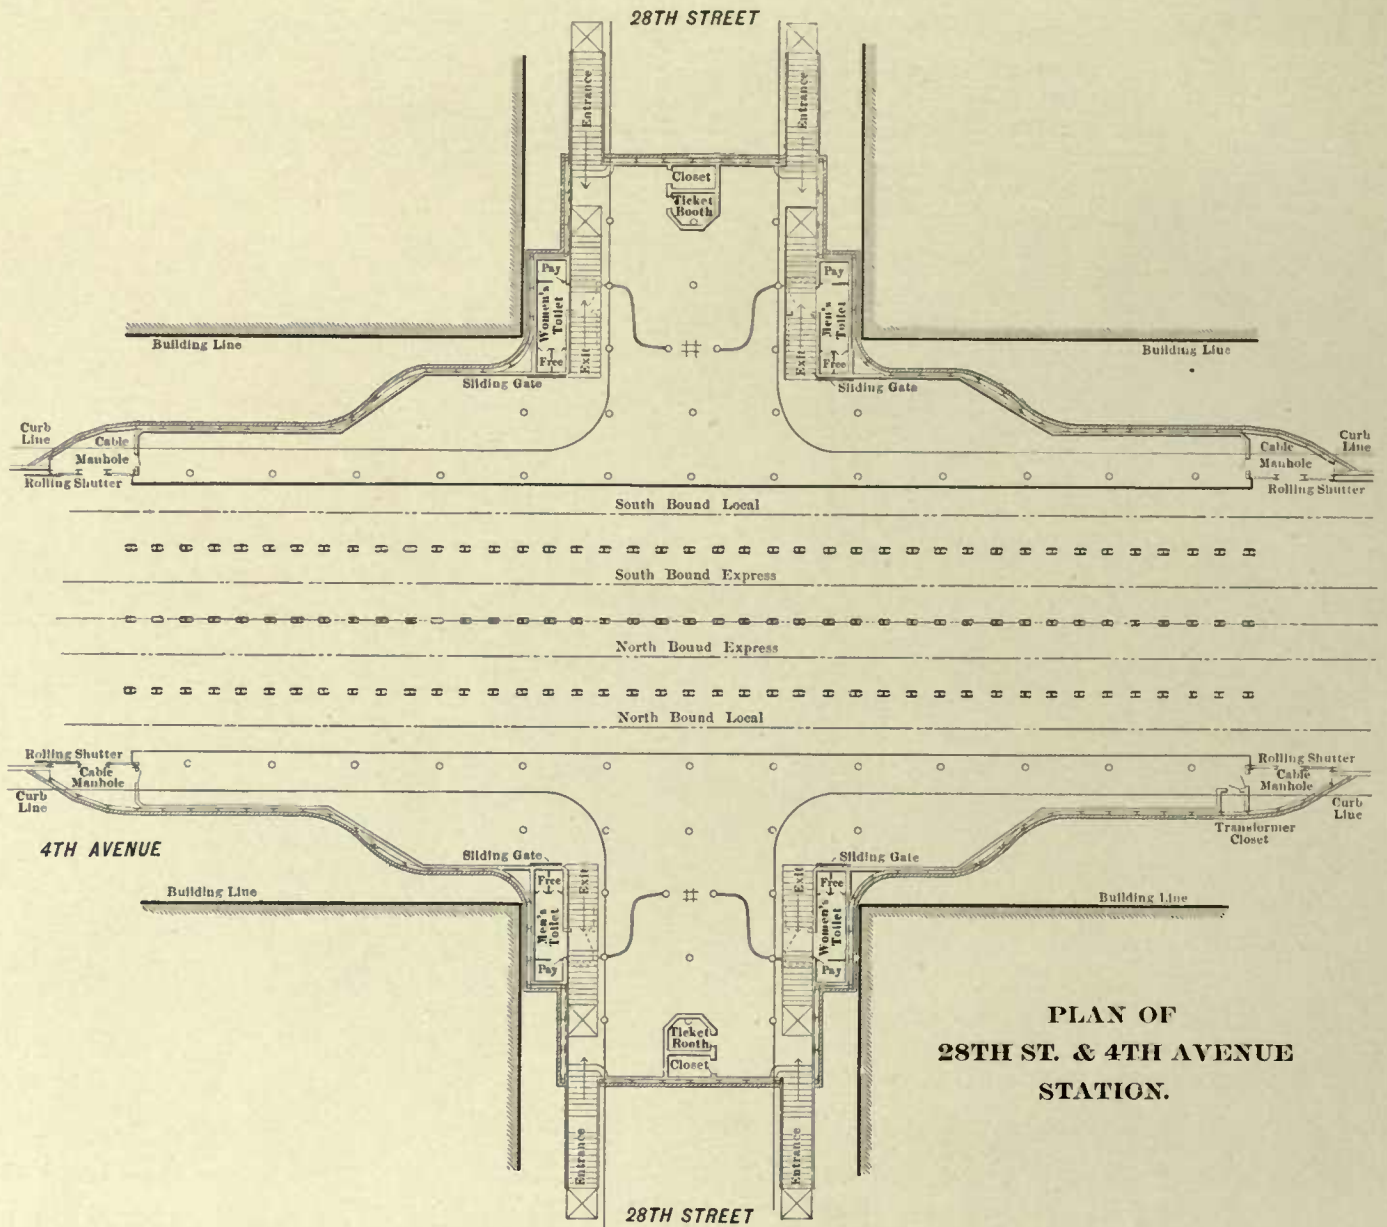 28TH STREET
Entrance
Entrance
Closet
Ticket
Booth
Pay
Women's
Toilet
Free
Exit
Pay
Men's
Toilet
Free
Exit
Building Line
Building Line
Sliding Gate
Sliding Gate
Curb
Line
Cable
Manhole
Rolling Shutter
Curb
Line
Cable
Manhole
Rolling Shutter
South Bound Local
South Bound Express
North Bound Express
North Bound Local
Rolling Shutter
Cable
Manhole
Curb
Line
Rolling Shutter
Cable
Manhole
Curb
Line
Transformer
Closet
4TH AVENUE
Sliding Gate
Sliding Gate
Building Line
Building Line
Free
Men's
Toilet
Pay
Exit
Exit
Free
Women's
Toilet
Pay
Ticket
Booth
Closet
Entrance
Entrance
28TH STREET
PLAN OF
28TH ST. & 4TH AVENUE
STATION.